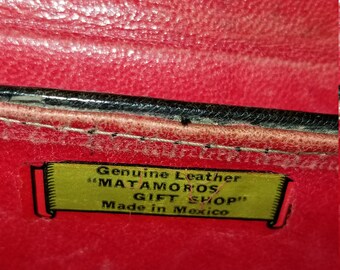 Genuine Leather
"MATAMOROS
GIFT SHOP"
Made in Mexico